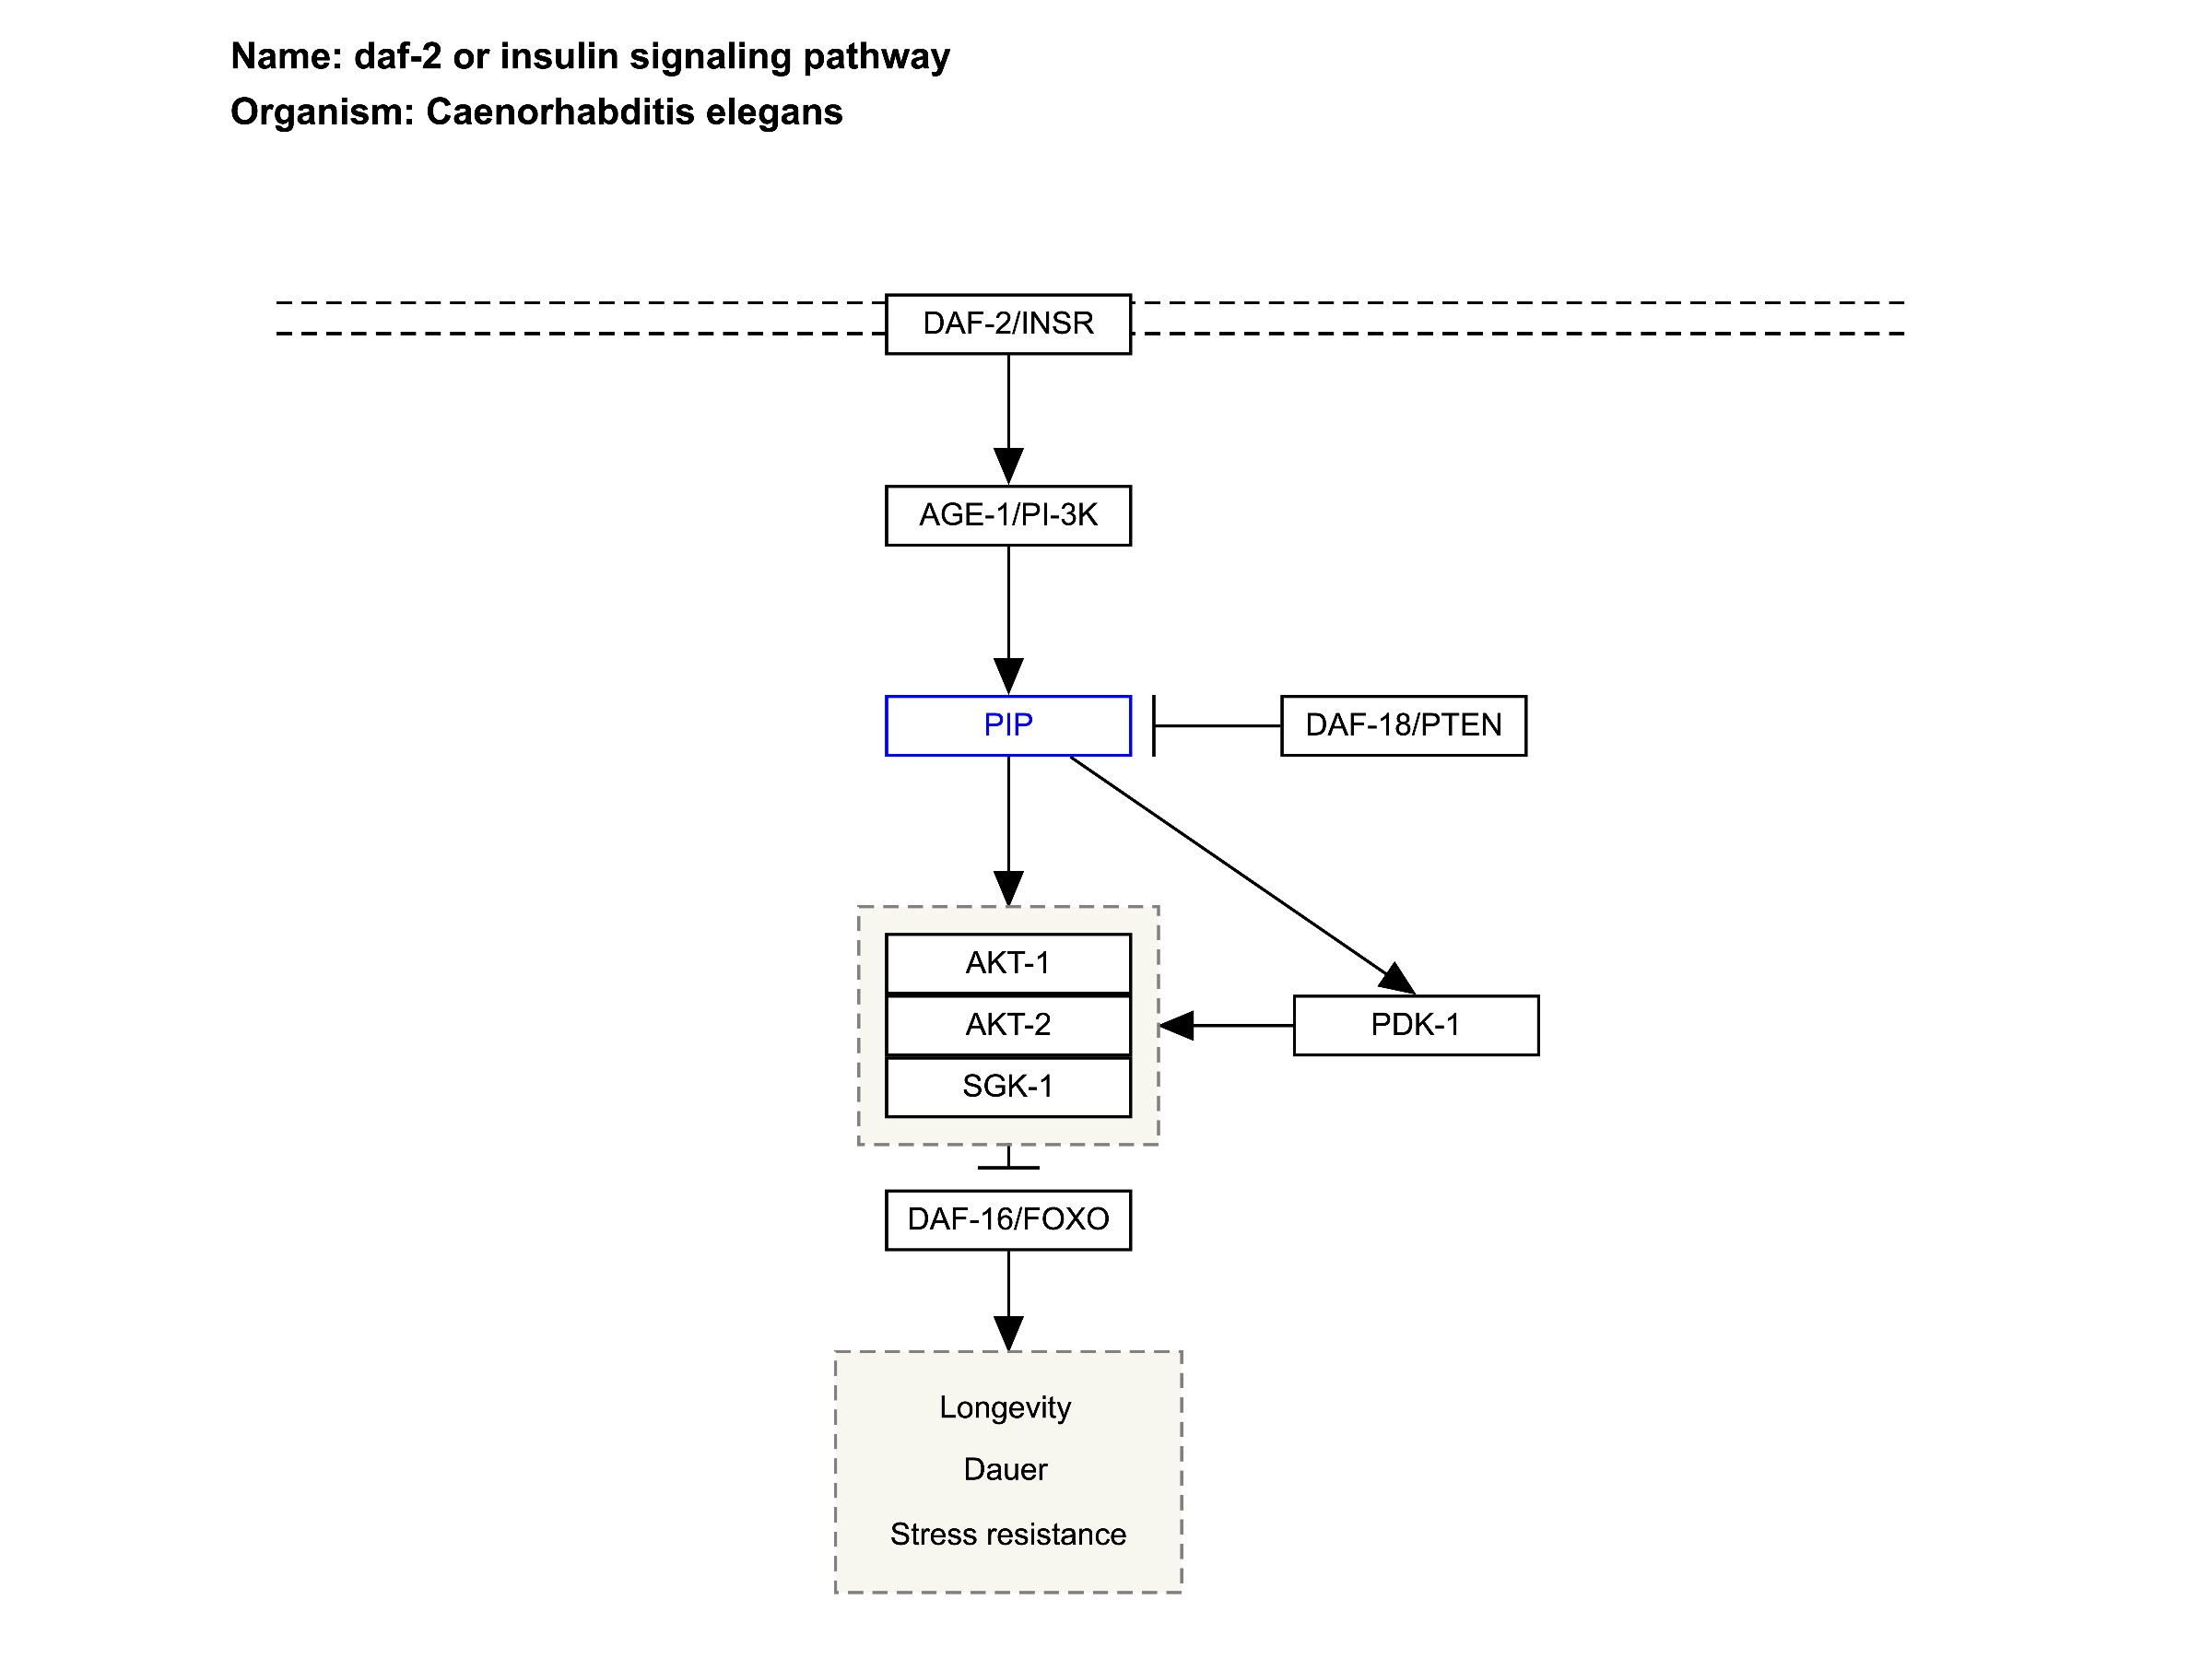 Name: daf-2 or insulin signaling pathway
Organism: Caenorhabditis elegans
DAF-2/INSR
AGE-1/PI-3K
PIP
DAF-18/PTEN
AKT-1
AKT-2
PDK-1
SGK-1
DAF-16/FOXO
Longevity
Dauer
Stress resistance